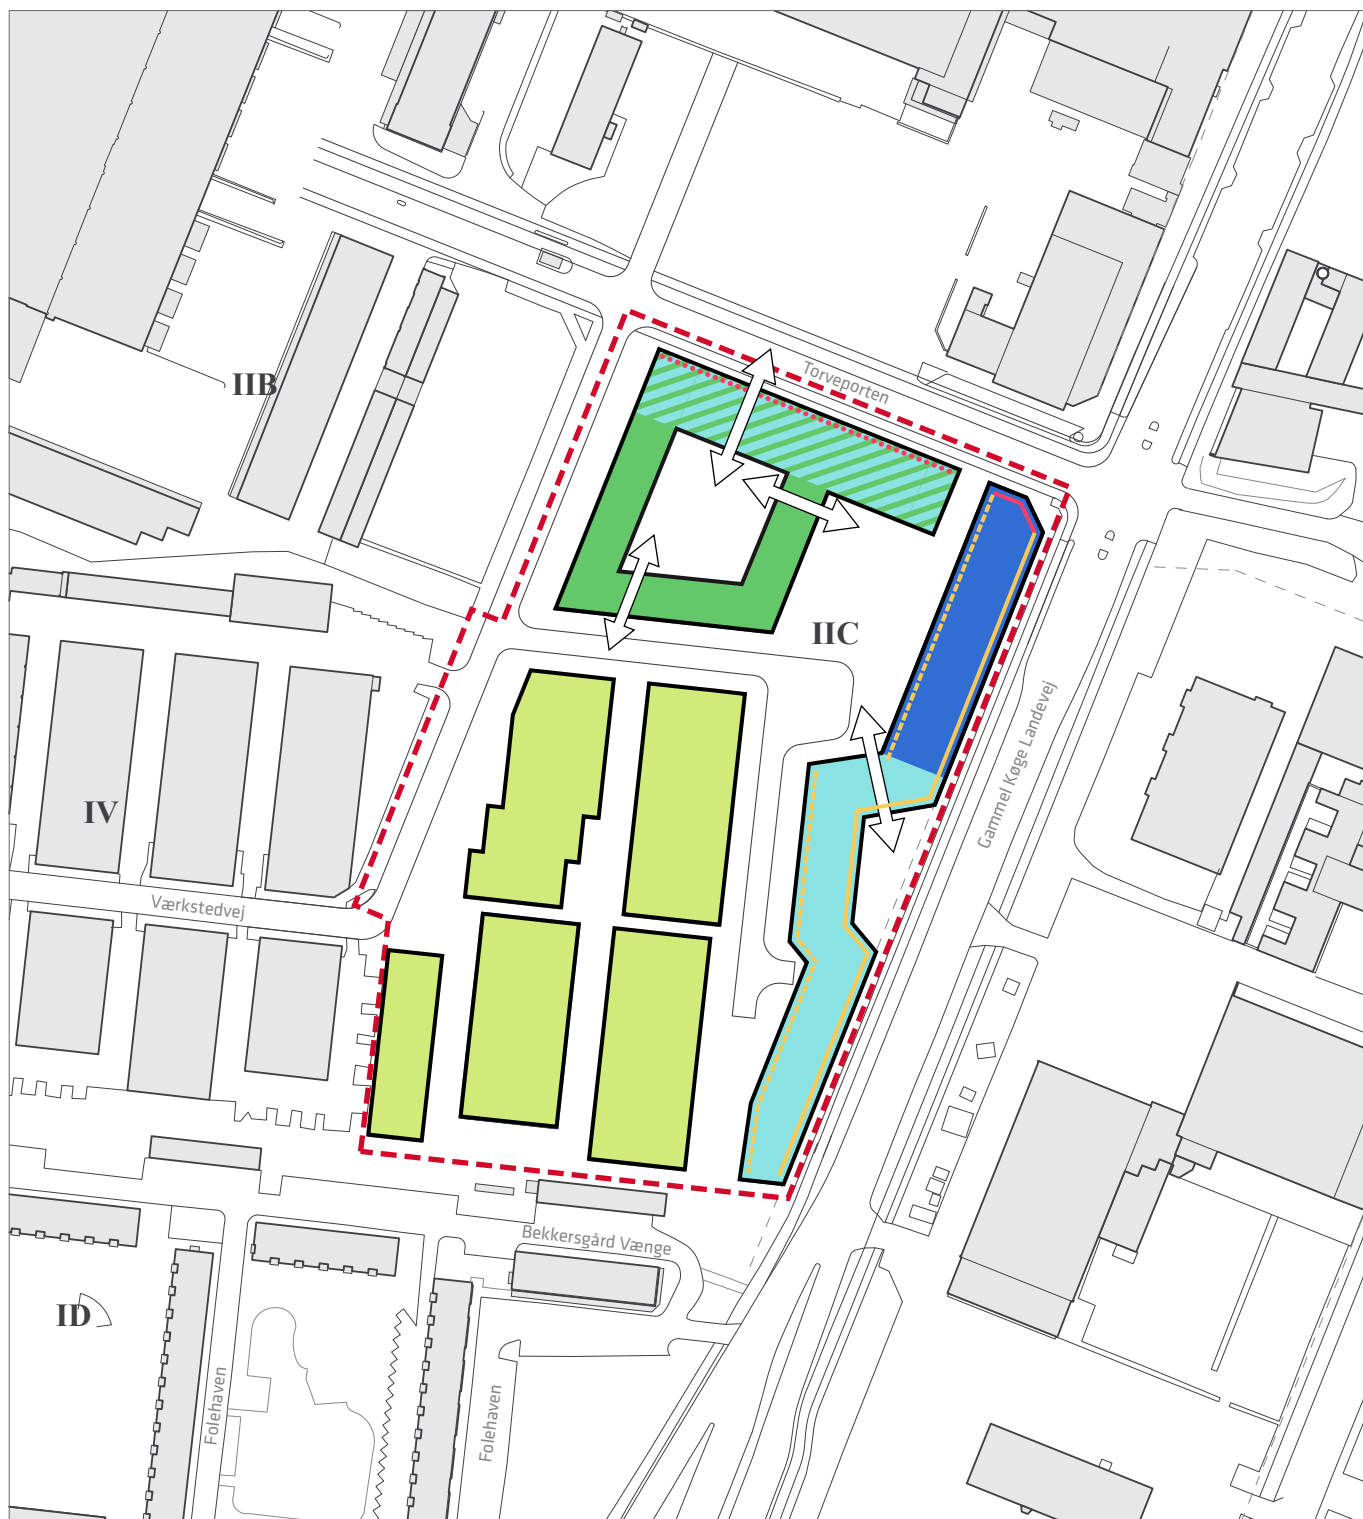 Torveporten
IIB
IIC
Gammel Køge Landevej
IV
Værkstedvej
Bekkersgård Vænge
ID
Folehaven
Folehaven